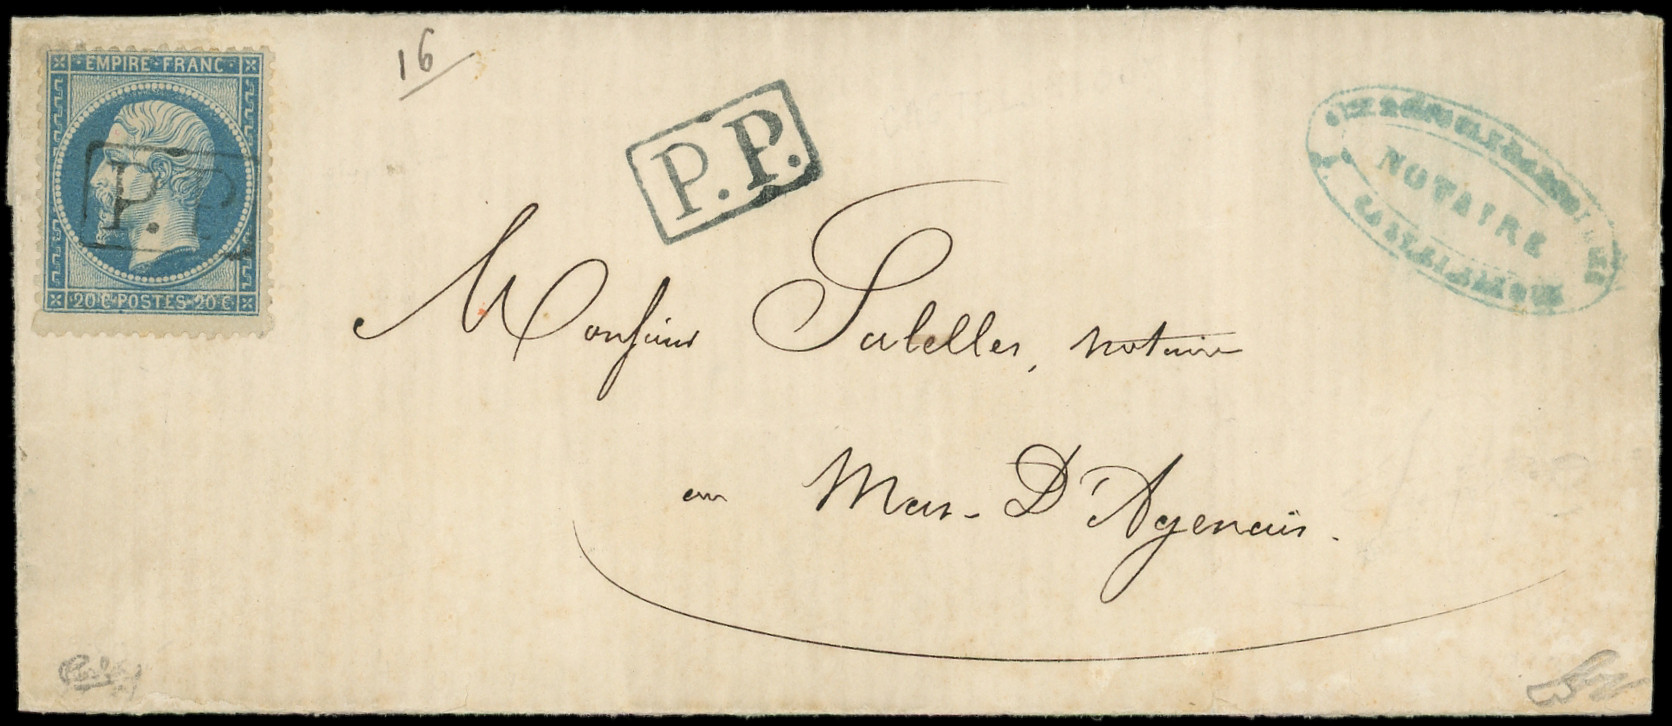 EMPIRE FRANC
P.P.
20 C POSTES 20 C
16
P.P.
NOTAIRE
Monsieur Salelles, notaire
au Mas-D'Agenais.